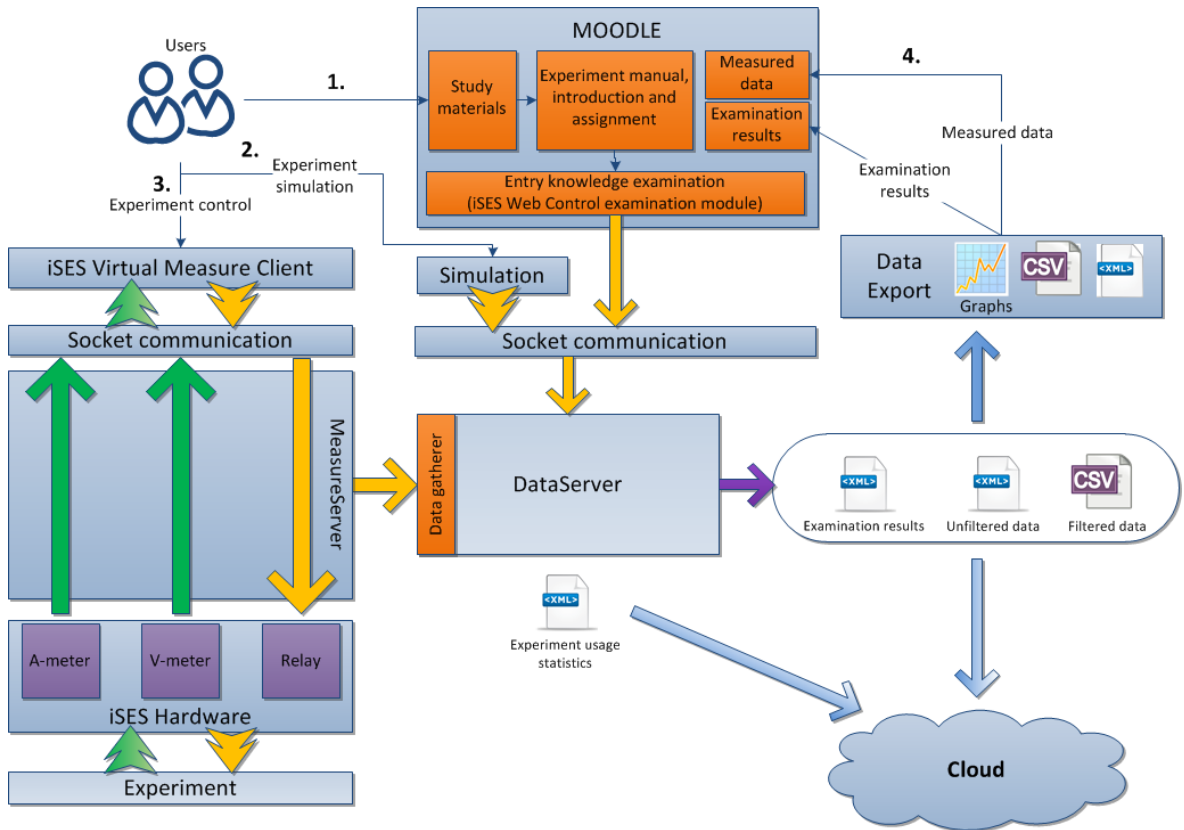 Users
1.
2.
Experiment
simulation
3.
Experiment control
MOODLE
Study
materials
Experiment manual,
introduction and
assignment
Measured
data
Examination
results
Entry knowledge examination
(iSES Web Control examination module)
4.
Measured data
Examination
results
iSES Virtual Measure Client
Socket communication
MeasureServer
A-meter
V-meter
Relay
iSES Hardware
Experiment
Simulation
Socket communication
Data gatherer
DataServer
<XML>
Experiment usage
statistics
Data
Export
Graphs
CSV
<XML>
<XML>
Examination results
<XML>
Unfiltered data
CSV
Filtered data
Cloud